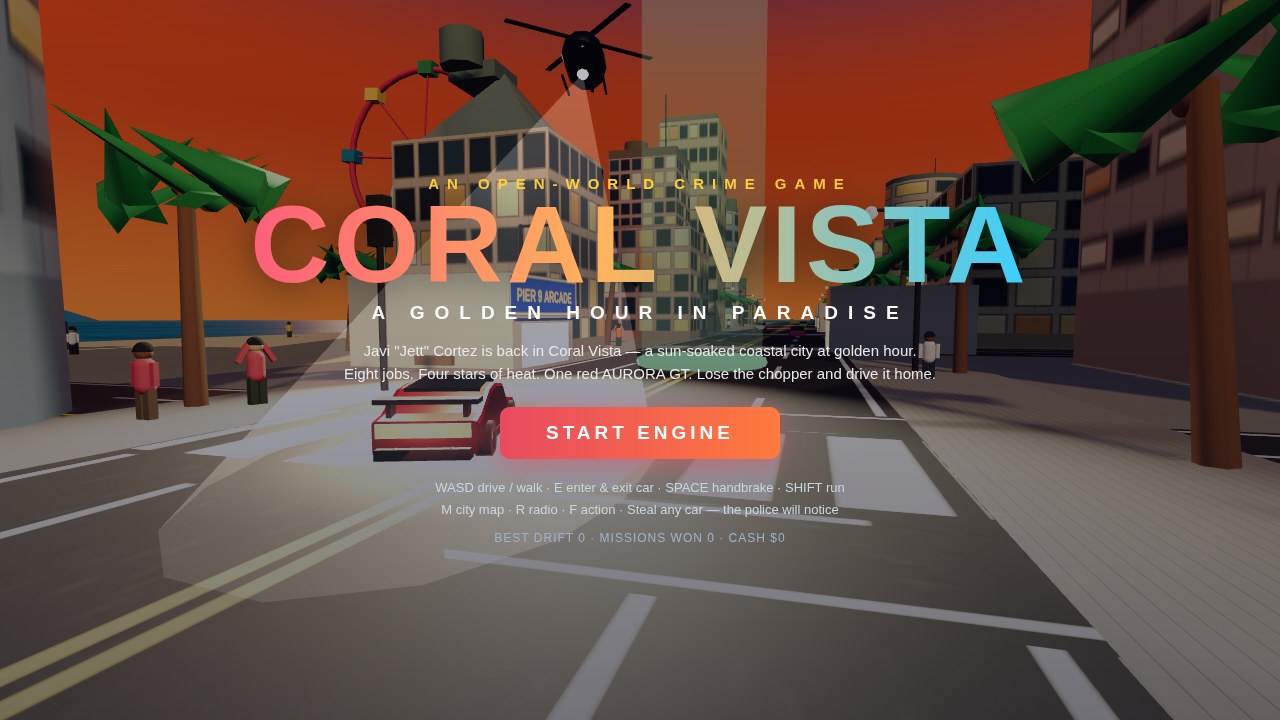 AN OPEN-WORLD CRIME GAME
CORAL VISTA
PIER 9 ARCADE
A GOLDEN HOUR IN PARADISE
Javi "Jett" Cortez is back in Coral Vista — a sun-soaked coastal city at golden hour.
Eight jobs. Four stars of heat. One red AURORA GT. Lose the chopper and drive it home.
START ENGINE
WASD drive / walk · E enter & exit car · SPACE handbrake · SHIFT run
M city map · R radio · F action · Steal any car — the police will notice
BEST DRIFT 0 · MISSIONS WON 0 · CASH $0